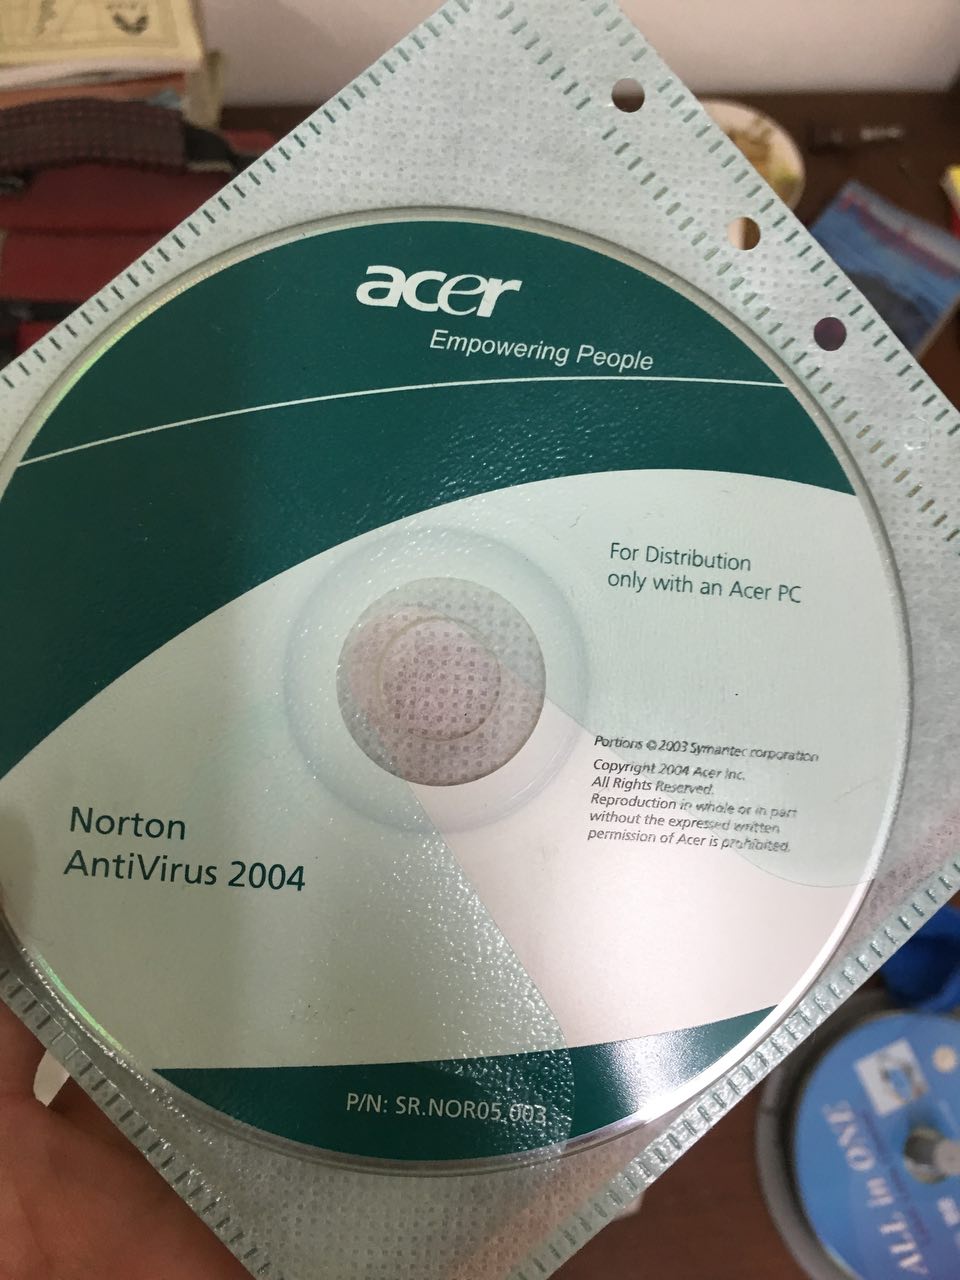 acer
Empowering People
For Distribution
only with an Acer PC
Portions © 2003 Symantec corporation
Copyright 2004 Acer Inc.
All Rights Reserved.
Reproduction in whole or in part
without the expressed written
permission of Acer is prohibited.
Norton
AntiVirus 2004
P/N: SR.NOR05.003
ALL in ONE